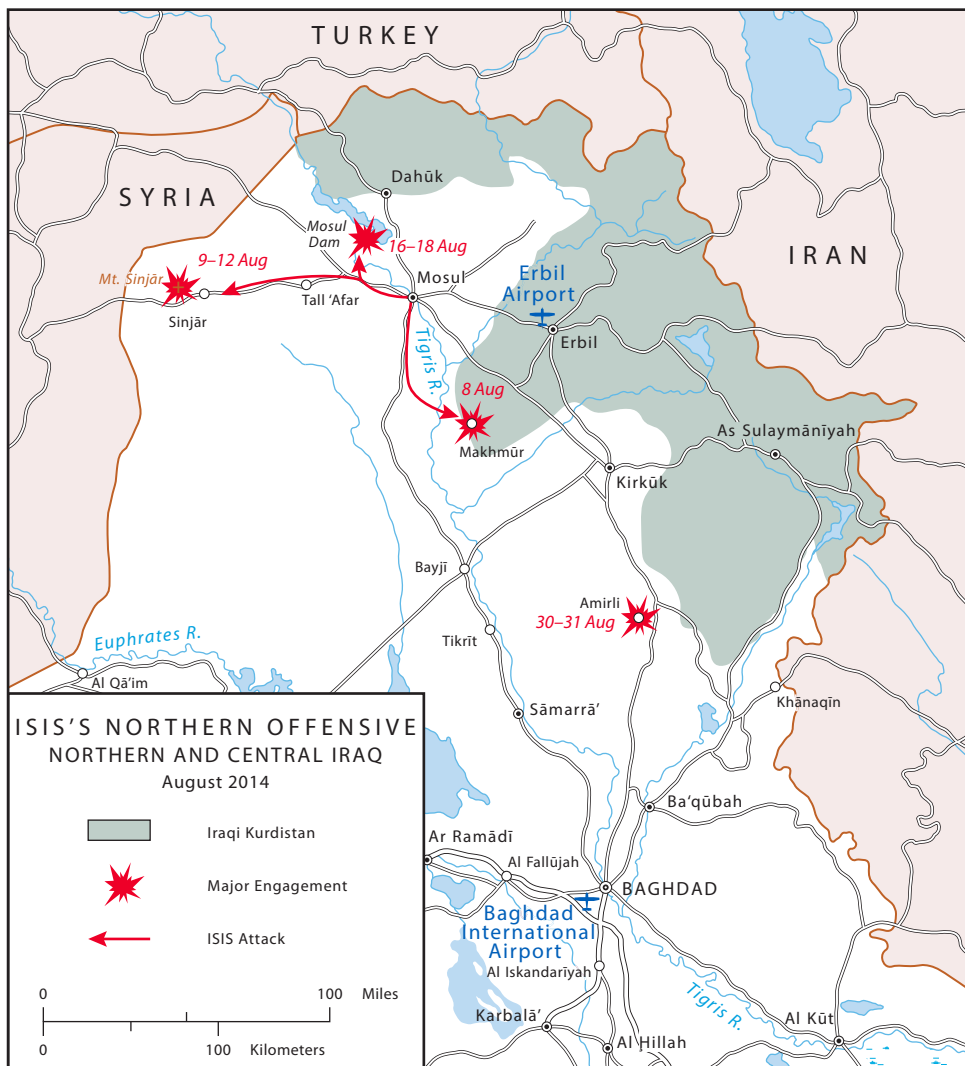 TURKEY
Dahūk
SYRIA
Mosul
Dam
16–18 Aug
IRAN
9–12 Aug
Mt. Sinjār
Mosul
Erbil
Airport
Tall ‘Afar
Sinjār
Erbil
Tigris R.
8 Aug
Makhmūr
As Sulaymānīyah
Kirkūk
Bayjī
Amirli
30–31 Aug
Tikrīt
Euphrates R.
Al Qā'im
Khānaqīn
Sāmarrā'
ISIS'S NORTHERN OFFENSIVE
NORTHERN AND CENTRAL IRAQ
August 2014
Iraqi Kurdistan
Major Engagement
ISIS Attack
0 100 Miles
0 100 Kilometers
Ba‘qūbah
Ar Ramādī
Al Fallūjah
BAGHDAD
Baghdad
International
Airport
Al Iskandarīyah
Karbalā'
Tigris R.
Al Kūt
Al Ḥillah